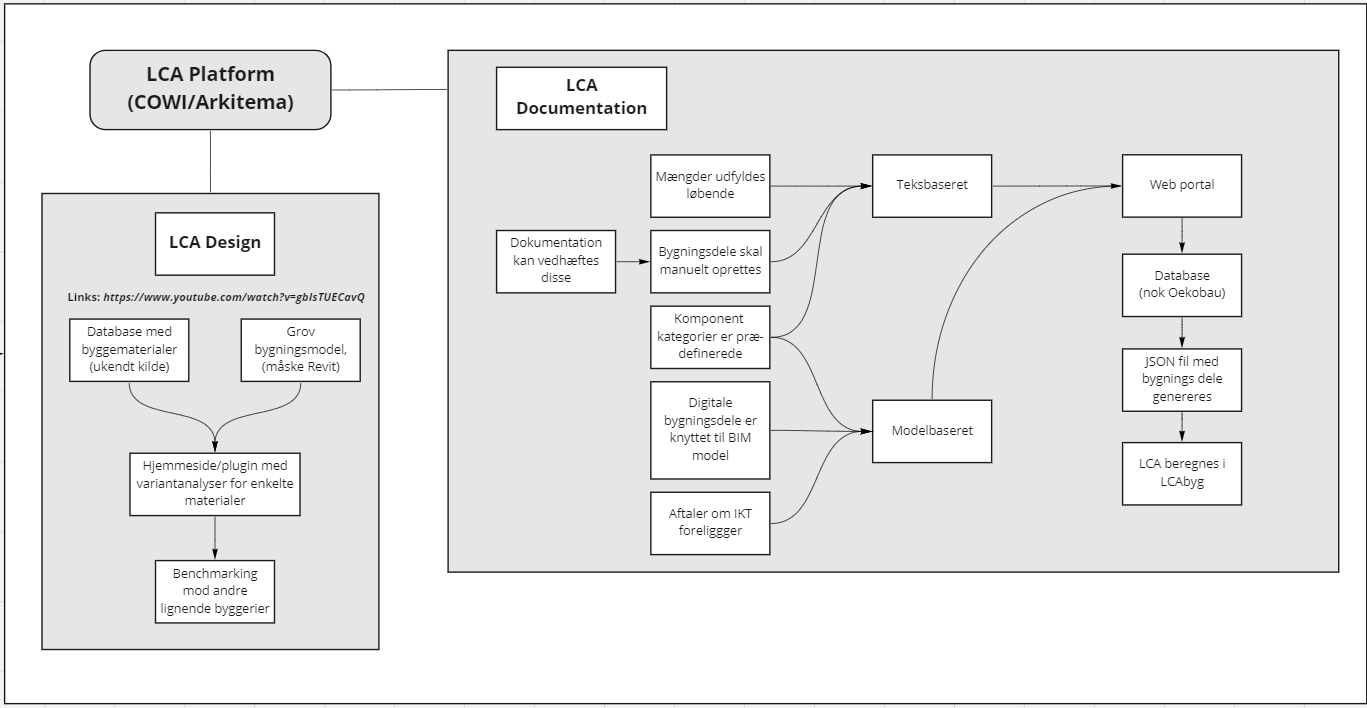 LCA Platform
(COWI/Arkitema)
LCA Design
Links: https://www.youtube.com/watch?v=gbIsTUECavQ
Database med
byggematerialer
(ukendt kilde)
Grov
bygningsmodel,
(måske Revit)
Hjemmeside/plugin med
variantanalyser for enkelte
materialer
Benchmarking
mod andre
lignende byggerier
LCA
Documentation
Mængder udfyldes
løbende
Dokumentation
kan vedhæftes
disse
Bygningsdele skal
manuelt oprettes
Komponent
kategorier er præ-
definerede
Digitale
bygningsdele er
knyttet til BIM
model
Aftaler om IKT
foreliggger
Teksbaseret
Modelbaseret
Web portal
Database
(nok Oekobau)
JSON fil med
bygnings dele
genereres
LCA beregnes i
LCAbyg